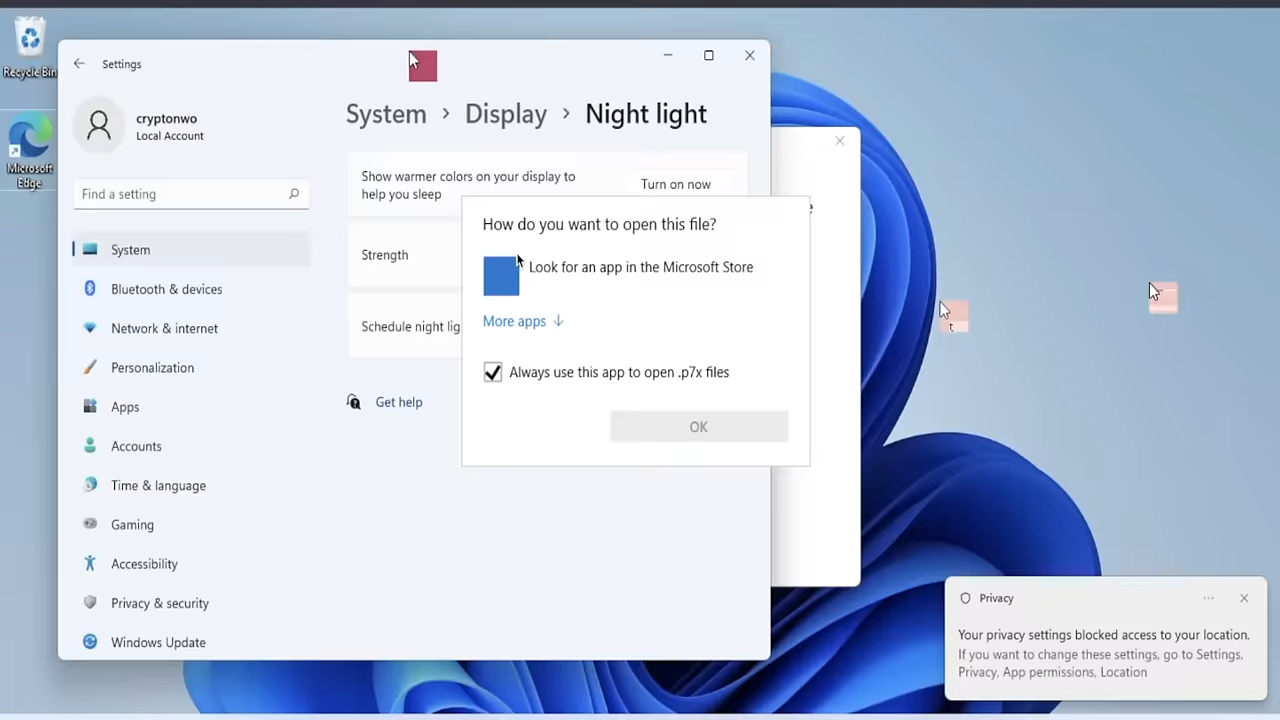 Recycle Bin
Microsoft
Edge
Settings
cryptonwo
Local Account
Find a setting
System
Bluetooth & devices
Network & internet
Personalization
Apps
Accounts
Time & language
Gaming
Accessibility
Privacy & security
Windows Update
System › Display › Night light
Show warmer colors on your display to
help you sleep
Turn on now
Strength
Schedule night lig
Get help
How do you want to open this file?
Look for an app in the Microsoft Store
More apps
Always use this app to open .p7x files
OK
e
t
Privacy
Your privacy settings blocked access to your location.
If you want to change these settings, go to Settings,
Privacy, App permissions, Location